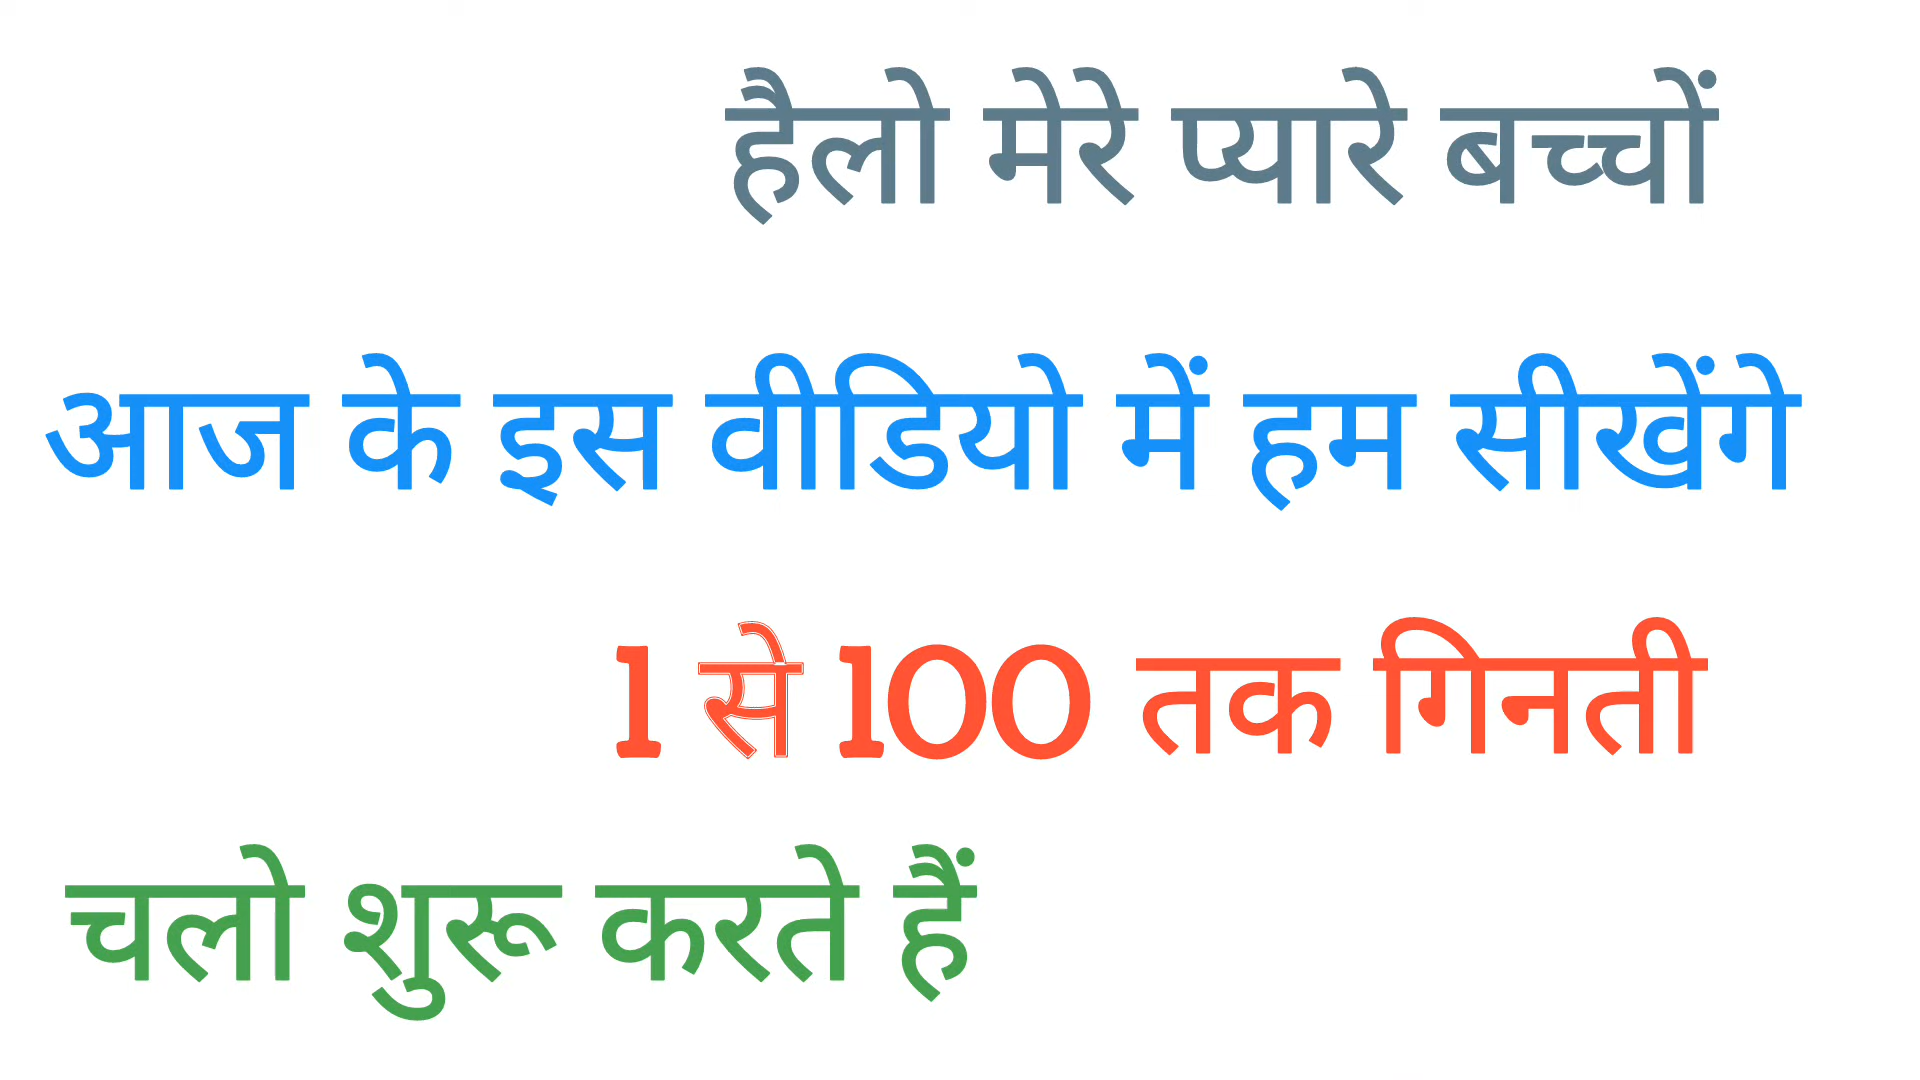 हैलो मेरे प्यारे बच्चों
आज के इस वीडियो में हम सीखेंगे
1 से 100 तक गिनती
चलो शुरू करते हैं